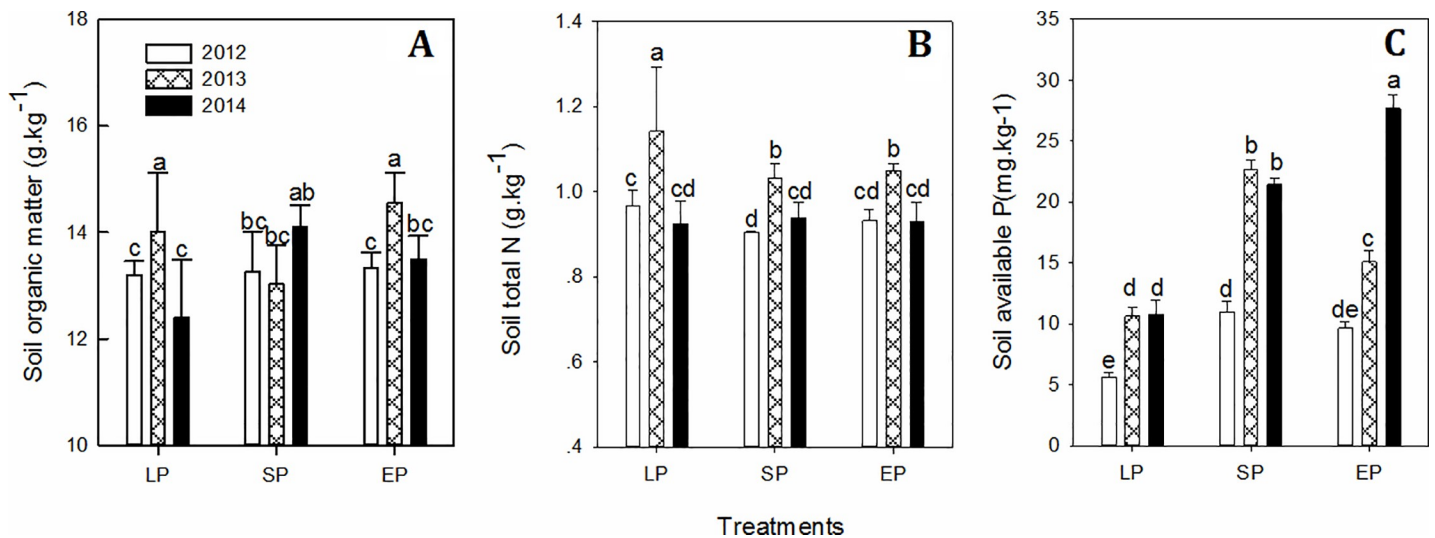 A
Soil organic matter (g.kg-1)
18
16
14
12
10
2012
2013
2014
c
a
c
bc
bc
ab
c
a
bc
LP
SP
EP
B
Soil total N (g.kg-1)
1.4
1.2
1.0
.8
.6
.4
c
a
cd
d
b
cd
cd
b
cd
LP
SP
EP
C
Soil available P(mg.kg-1)
35
30
25
20
15
10
5
0
e
d
d
d
b
b
de
c
a
LP
SP
EP
Treatments